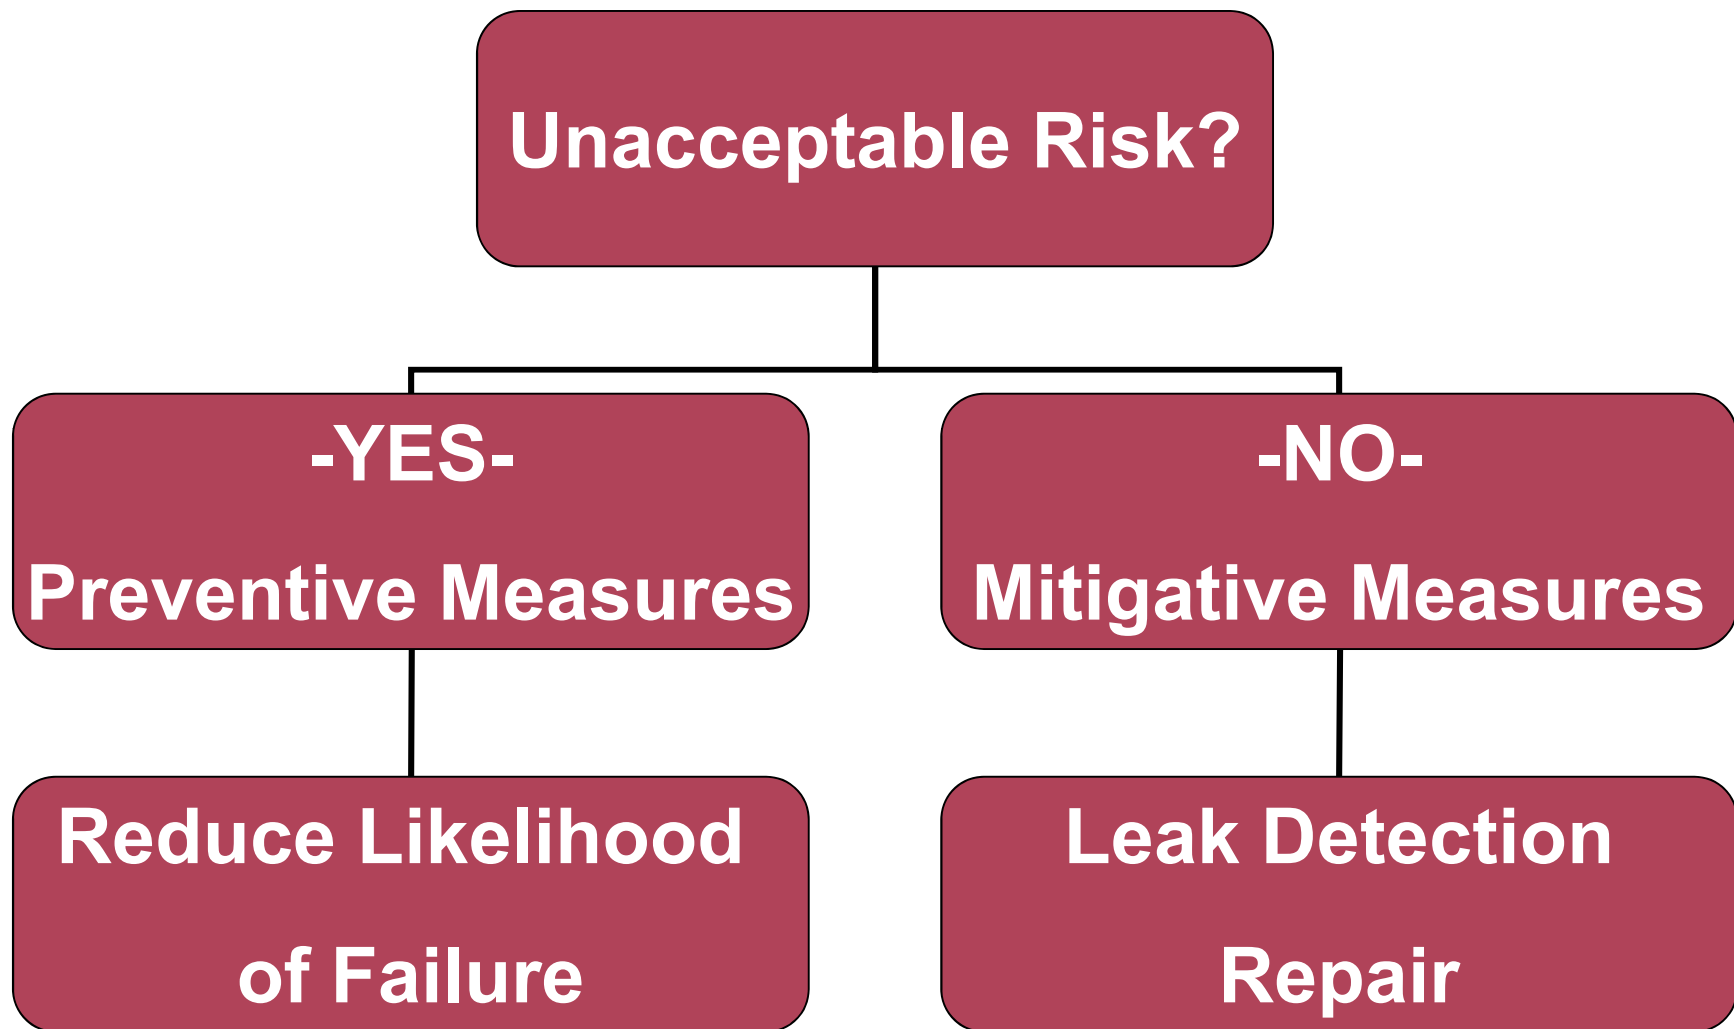 Unacceptable Risk?
-YES-
Preventive Measures
-NO-
Mitigative Measures
Reduce Likelihood
of Failure
Leak Detection
Repair